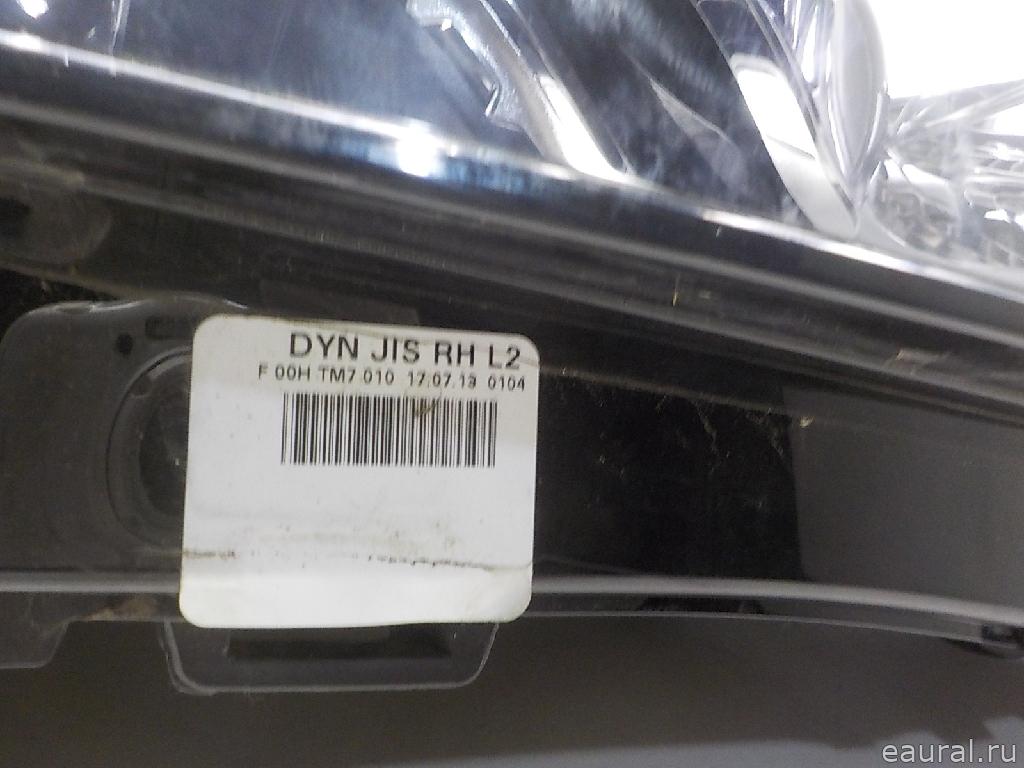 DYN JIS RH L2
F 00H TM7 010 17.07.13 0104
eaural.ru